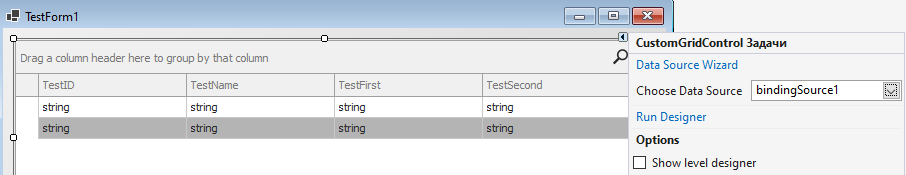 TestForm1
Drag a column header here to group by that column
TestID TestName TestFirst TestSecond
string string string string
string string string string
CustomGridControl Задачи
Data Source Wizard
Choose Data Source bindingSource1
Run Designer
Options
Show level designer